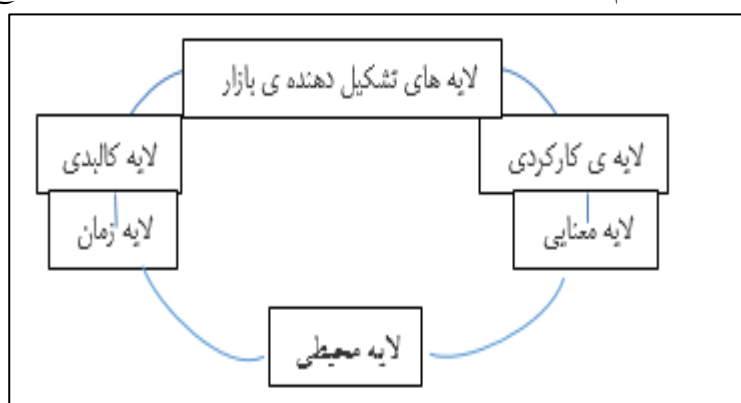 لایه های تشکیل دهنده ی بازار
لایه ی کارکردی
لایه کالبدی
لایه معنایی
لایه زمان
لایه محیطی